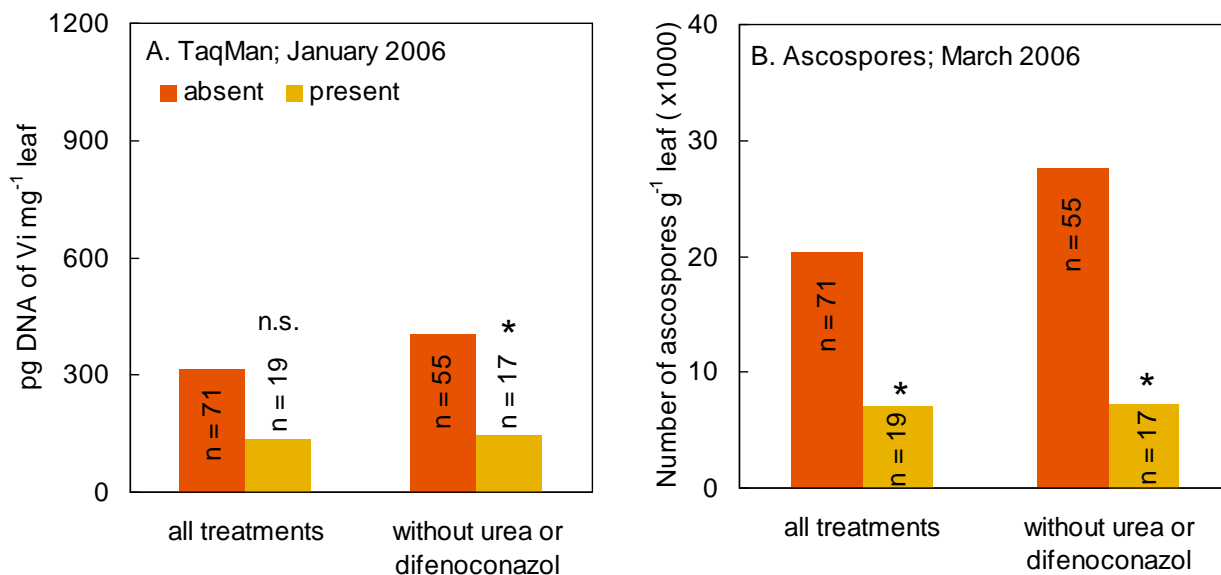 A. TaqMan; January 2006
absent present
pg DNA of Vi mg⁻¹ leaf
1200
900
600
300
0
n = 71
n.s.
n = 19
n = 55
*
n = 17
all treatments
without urea or
difenoconazol
B. Ascospores; March 2006
Number of ascospores g⁻¹ leaf ( x1000)
40
30
20
10
0
n = 71
*
n = 19
n = 55
*
n = 17
all treatments
without urea or
difenoconazol